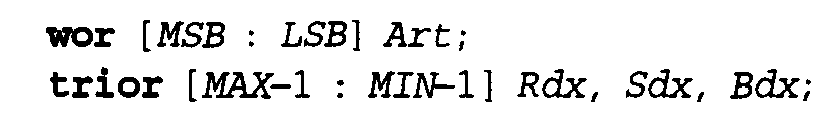 wor [MSB : LSB] Art;
trior [MAX-1 : MIN-1] Rdx, Sdx, Bdx;